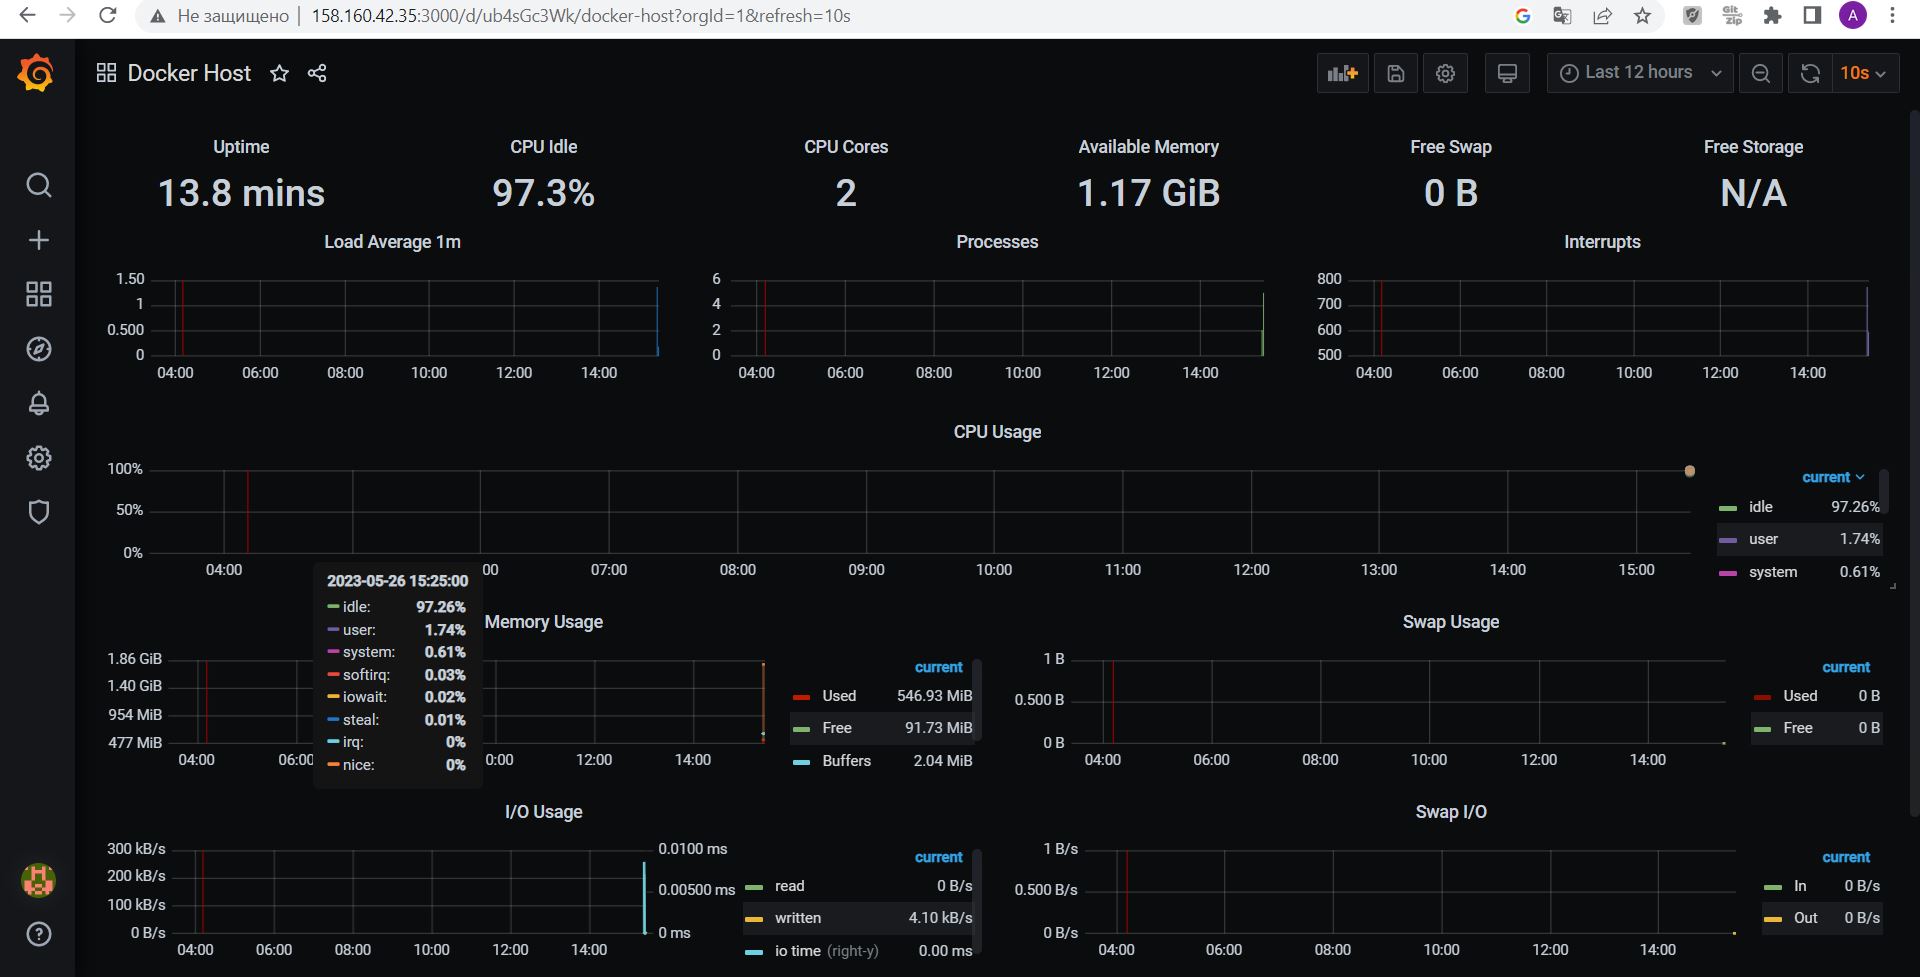 Не защищено | 158.160.42.35:3000/d/ub4sGc3Wk/docker-host?orgId=1&refresh=10s
Git
Zip
A
Docker Host
Last 12 hours
10s
Uptime
13.8 mins
CPU Idle
97.3%
CPU Cores
2
Available Memory
1.17 GiB
Free Swap
0 B
Free Storage
N/A
Load Average 1m
1.50
1
0.500
0
04:00 06:00 08:00 10:00 12:00 14:00
Processes
6
4
2
0
04:00 06:00 08:00 10:00 12:00 14:00
Interrupts
800
700
600
500
04:00 06:00 08:00 10:00 12:00 14:00
CPU Usage
100%
50%
0%
04:00 00 07:00 08:00 09:00 10:00 11:00 12:00 13:00 14:00 15:00
current
idle 97.26%
user 1.74%
system 0.61%
2023-05-26 15:25:00
idle: 97.26%
user: 1.74%
system: 0.61%
softirq: 0.03%
iowait: 0.02%
steal: 0.01%
irq: 0%
nice: 0%
Memory Usage
1.86 GiB
1.40 GiB
954 MiB
477 MiB
04:00 06:00 0:00 12:00 14:00
current
Used 546.93 MiB
Free 91.73 MiB
Buffers 2.04 MiB
Swap Usage
1 B
0.500 B
0 B
04:00 06:00 08:00 10:00 12:00 14:00
current
Used 0 B
Free 0 B
I/O Usage
300 kB/s
200 kB/s
100 kB/s
0 B/s
0.0100 ms
0.00500 ms
0 ms
04:00 06:00 08:00 10:00 12:00 14:00
current
read 0 B/s
written 4.10 kB/s
io time (right-y) 0.00 ms
Swap I/O
1 B/s
0.500 B/s
0 B/s
04:00 06:00 08:00 10:00 12:00 14:00
current
In 0 B/s
Out 0 B/s